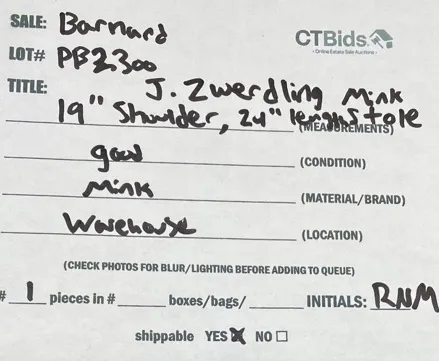 SALE: Barnard
CTBids
- Online Estate Sale Auctions -
LOT# PB2300
TITLE: J. Zwerdling Mink
19" Shoulder, 24" length Stole
(MEASUREMENTS)
good (CONDITION)
Mink (MATERIAL/BRAND)
Warehouse (LOCATION)
(CHECK PHOTOS FOR BLUR/LIGHTING BEFORE ADDING TO QUEUE)
# 1 pieces in # ____ boxes/bags/ ____ INITIALS: RNM
shippable YES ☒ NO ☐